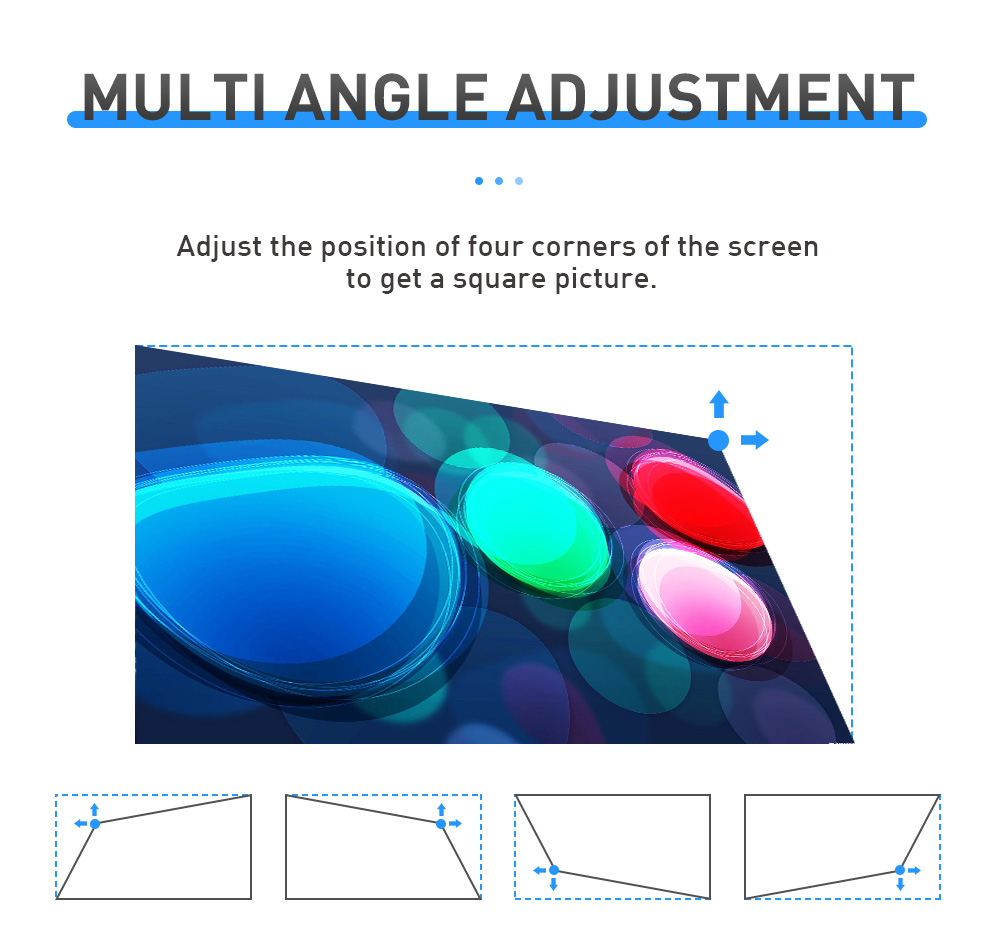 MULTI ANGLE ADJUSTMENT
Adjust the position of four corners of the screen
to get a square picture.